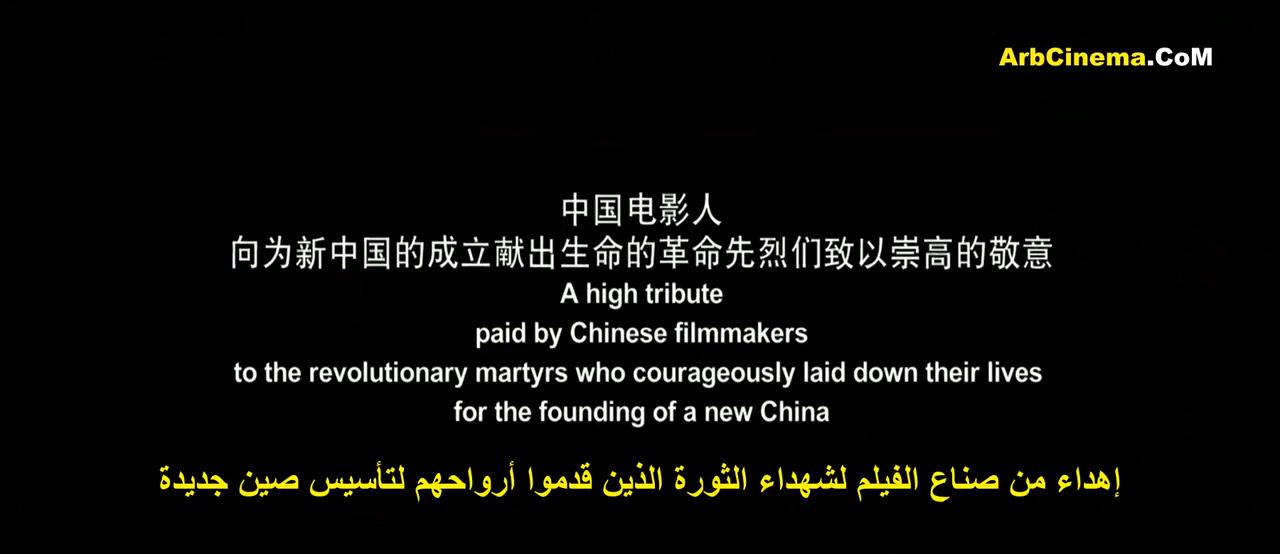 ArbCinema.CoM
中国电影人
向为新中国的成立献出生命的革命先烈们致以崇高的敬意
A high tribute
paid by Chinese filmmakers
to the revolutionary martyrs who courageously laid down their lives
for the founding of a new China
إهداء من صناع الفيلم لشهداء الثورة الذين قدموا أرواحهم لتأسيس صين جديدة